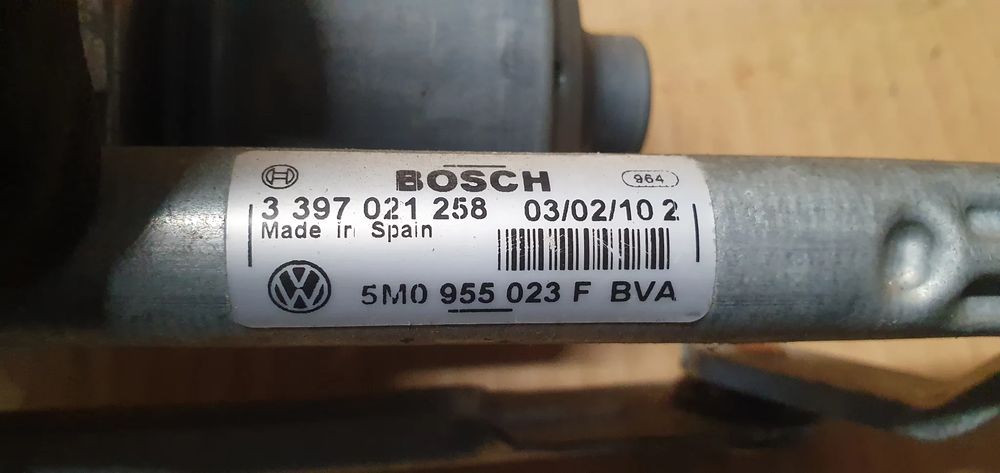 BOSCH 964
3 397 021 258 03/02/10 2
Made in Spain
5M0 955 023 F BVA